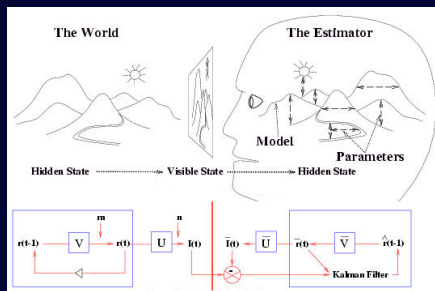 The World
The Estimator
Model
Parameters
Hidden State
Visible State
Hidden State
m
n
r(t-1)
V
r(t)
U
I(t)
I̅(t)
U̅
r̅(t)
V̅
r̂(t-1)
-
Kalman Filter